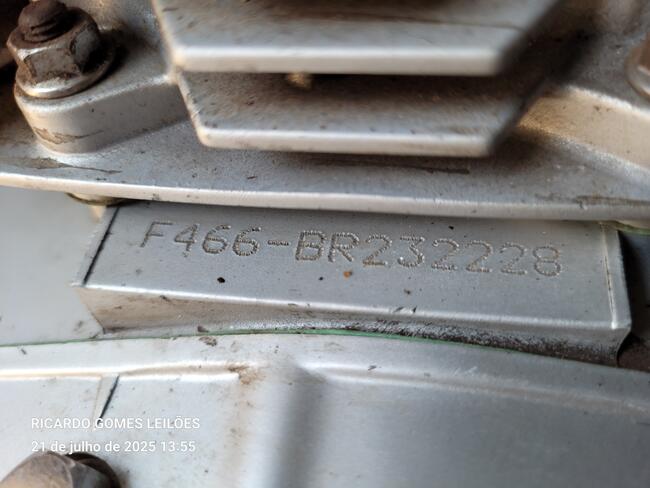 F466-BR232228
RICARDO GOMES LEILÕES
21 de julho de 2025 13:55